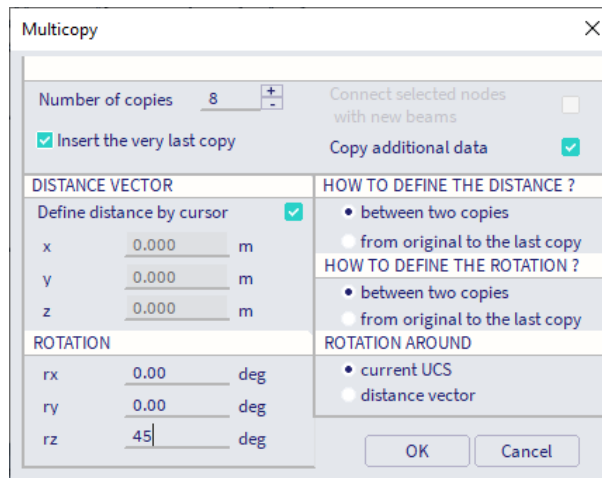 Multicopy
Number of copies 8 + -
Connect selected nodes
with new beams
Insert the very last copy
Copy additional data
DISTANCE VECTOR
Define distance by cursor
x 0.000 m
y 0.000 m
z 0.000 m
ROTATION
rx 0.00 deg
ry 0.00 deg
rz 45 deg
HOW TO DEFINE THE DISTANCE ?
between two copies
from original to the last copy
HOW TO DEFINE THE ROTATION ?
between two copies
from original to the last copy
ROTATION AROUND
current UCS
distance vector
OK
Cancel